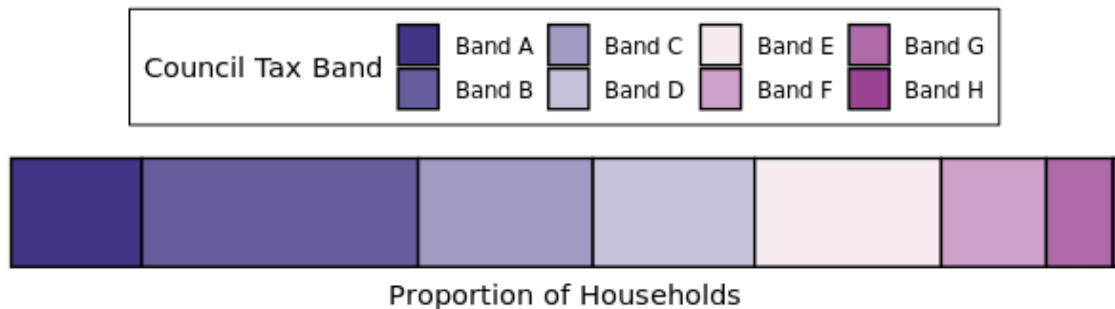 Council Tax Band
Band A Band C Band E Band G
Band B Band D Band F Band H
Proportion of Households